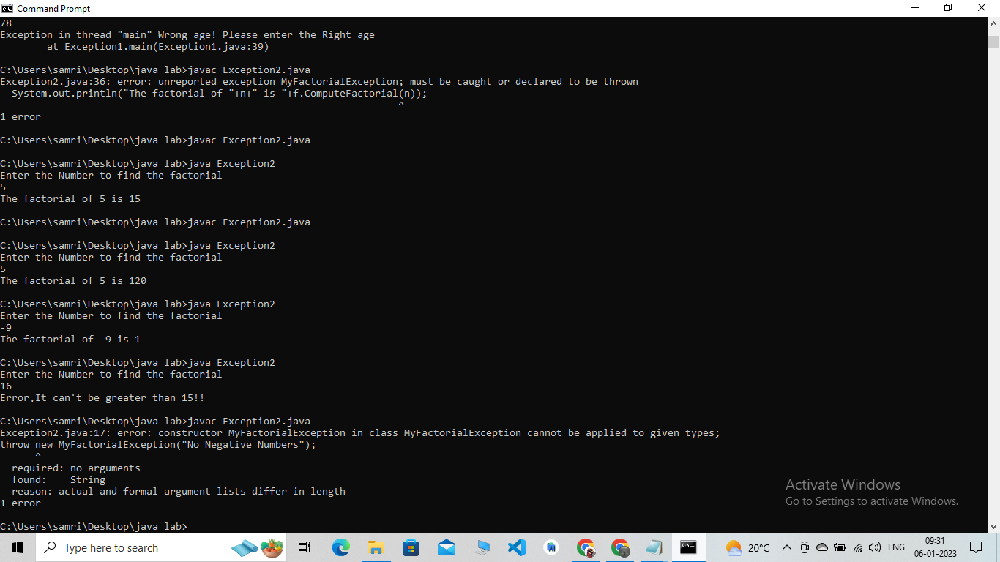 Command Prompt
78
Exception in thread "main" Wrong age! Please enter the Right age
at Exception1.main(Exception1.java:39)
C:\Users\samri\Desktop\java lab>javac Exception2.java
Exception2.java:36: error: unreported exception MyFactorialException; must be caught or declared to be thrown
System.out.println("The factorial of "+n+" is "+f.ComputeFactorial(n));
^
1 error
C:\Users\samri\Desktop\java lab>javac Exception2.java
C:\Users\samri\Desktop\java lab>java Exception2
Enter the Number to find the factorial
5
The factorial of 5 is 15
C:\Users\samri\Desktop\java lab>javac Exception2.java
C:\Users\samri\Desktop\java lab>java Exception2
Enter the Number to find the factorial
5
The factorial of 5 is 120
C:\Users\samri\Desktop\java lab>java Exception2
Enter the Number to find the factorial
-9
The factorial of -9 is 1
C:\Users\samri\Desktop\java lab>java Exception2
Enter the Number to find the factorial
16
Error,It can't be greater than 15!!
C:\Users\samri\Desktop\java lab>javac Exception2.java
Exception2.java:17: error: constructor MyFactorialException in class MyFactorialException cannot be applied to given types;
throw new MyFactorialException("No Negative Numbers");
^
required: no arguments
found:    String
reason: actual and formal argument lists differ in length
1 error
C:\Users\samri\Desktop\java lab>
Activate Windows
Go to Settings to activate Windows.
Type here to search
20°C
ENG
09:31
06-01-2023